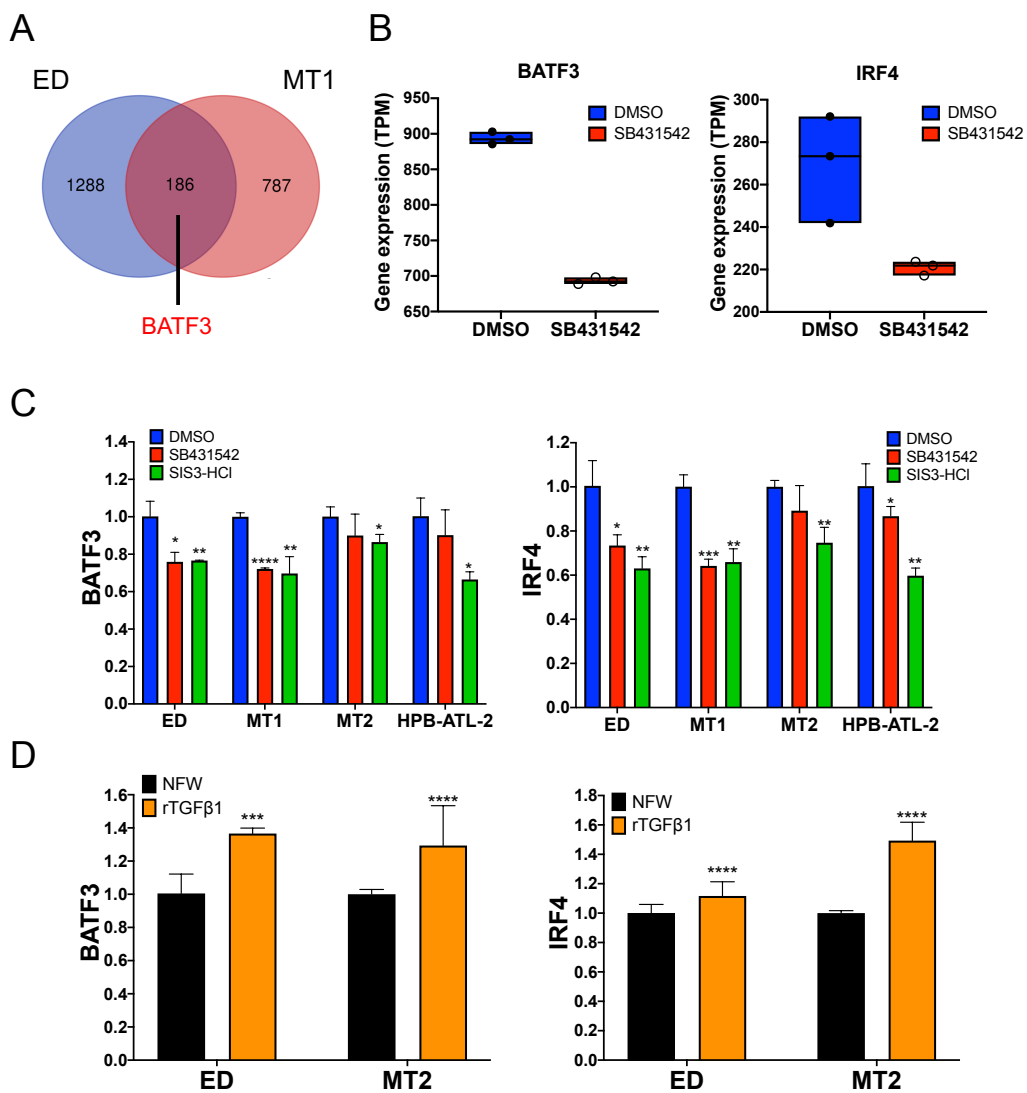 A
ED
MT1
1288
186
787
BATF3
B
BATF3
Gene expression (TPM)
950
900
850
800
750
700
650
DMSO
SB431542
DMSO
SB431542
IRF4
Gene expression (TPM)
300
280
260
240
220
200
DMSO
SB431542
DMSO
SB431542
C
BATF3
1.4
1.2
1.0
0.8
0.6
0.4
0.2
0.0
DMSO
SB431542
SIS3-HCl
*
**
****
**
*
*
ED
MT1
MT2
HPB-ATL-2
IRF4
1.2
1.0
0.8
0.6
0.4
0.2
0.0
DMSO
SB431542
SIS3-HCl
*
**
***
**
**
*
**
ED
MT1
MT2
HPB-ATL-2
D
BATF3
1.6
1.4
1.2
1.0
0.8
0.6
0.4
0.2
0.0
NFW
rTGFβ1
***
****
ED
MT2
IRF4
1.8
1.6
1.4
1.2
1.0
0.8
0.6
0.4
0.2
0.0
NFW
rTGFβ1
****
****
ED
MT2